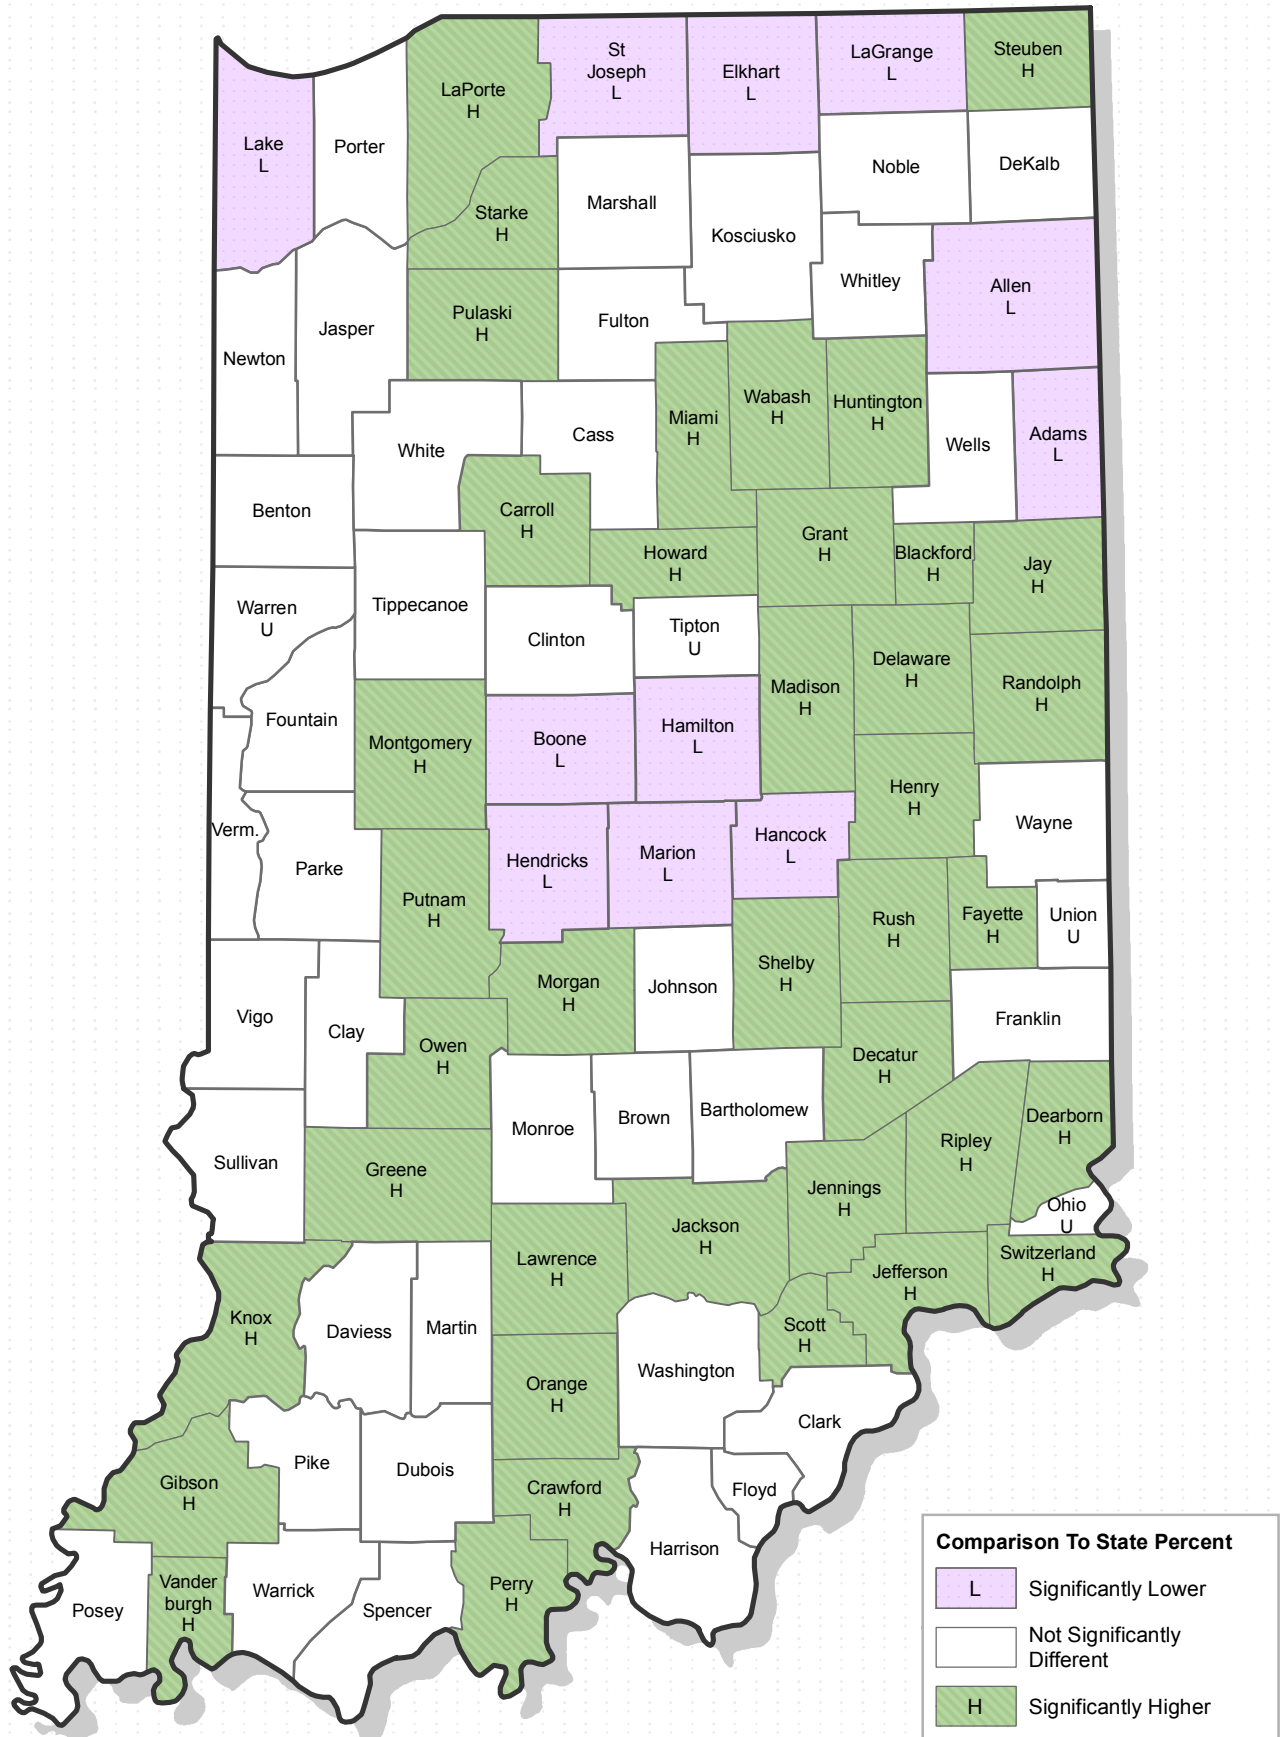 St
Joseph
L
Elkhart
L
LaGrange
L
Steuben
H
LaPorte
H
Lake
L
Porter
Noble
DeKalb
Marshall
Starke
H
Kosciusko
Whitley
Allen
L
Pulaski
H
Fulton
Jasper
Newton
Miami
H
Wabash
H
Huntington
H
Wells
Adams
L
White
Cass
Benton
Carroll
H
Grant
H
Howard
H
Blackford
H
Jay
H
Warren
U
Tippecanoe
Clinton
Tipton
U
Delaware
H
Madison
H
Randolph
H
Fountain
Montgomery
H
Boone
L
Hamilton
L
Henry
H
Wayne
Verm.
Parke
Hendricks
L
Marion
L
Hancock
L
Putnam
H
Rush
H
Fayette
H
Union
U
Shelby
H
Morgan
H
Johnson
Vigo
Clay
Franklin
Owen
H
Decatur
H
Monroe
Brown
Bartholomew
Dearborn
H
Ripley
H
Sullivan
Greene
H
Jennings
H
Ohio
U
Jackson
H
Lawrence
H
Switzerland
H
Jefferson
H
Knox
H
Daviess
Martin
Scott
H
Washington
Orange
H
Clark
Pike
Dubois
Gibson
H
Crawford
H
Floyd
Harrison
Posey
Vander
burgh
H
Warrick
Spencer
Perry
H
Comparison To State Percent
L Significantly Lower
Not Significantly
Different
H Significantly Higher